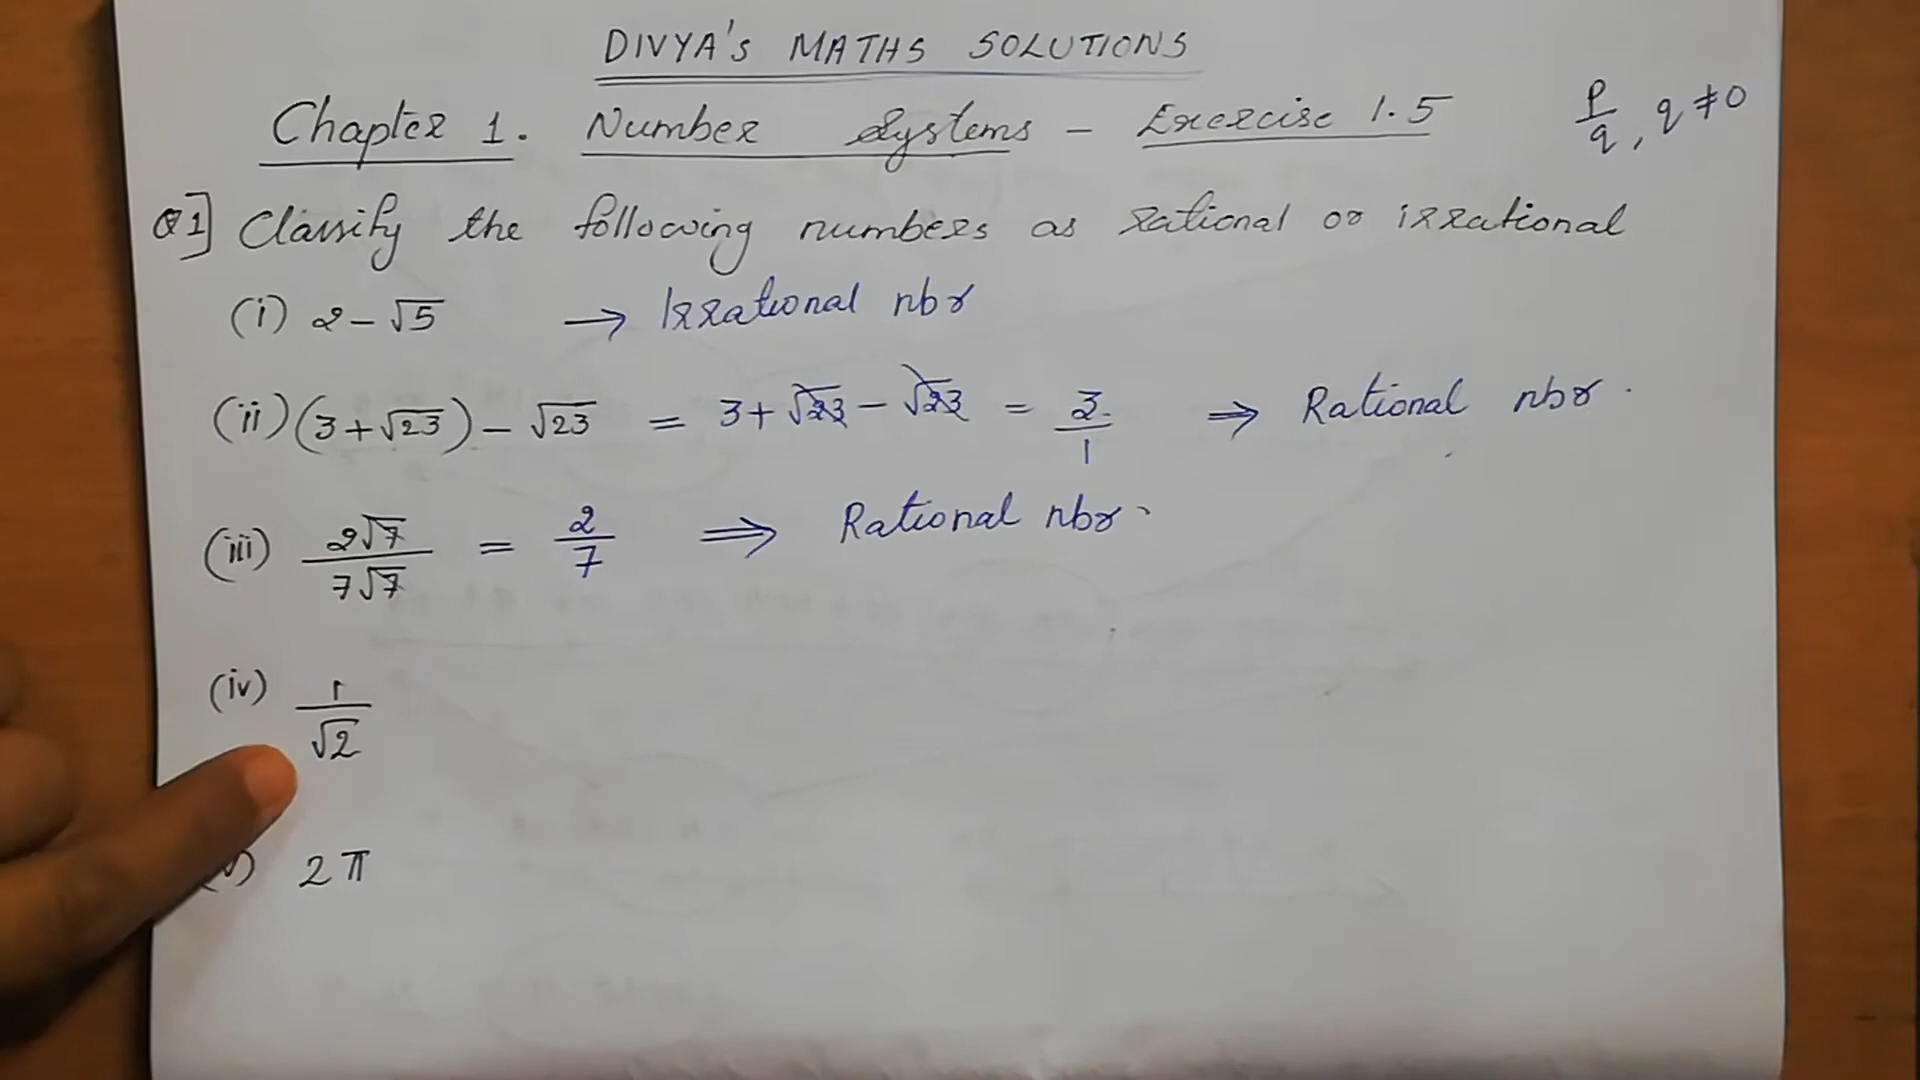 DIVYA'S MATHS SOLUTIONS
Chapter 1. Number Systems - Exercise 1.5
p/q, q≠0
Q1] Classify the following numbers as rational or irrational
(i) 2-√5 → Irrational nbr
(ii) (3+√23)-√23 = 3+√23-√23 = 3/1 ⇒ Rational nbr.
(iii) 2√7/7√7 = 2/7 ⇒ Rational nbr.
(iv) 1/√2
2π